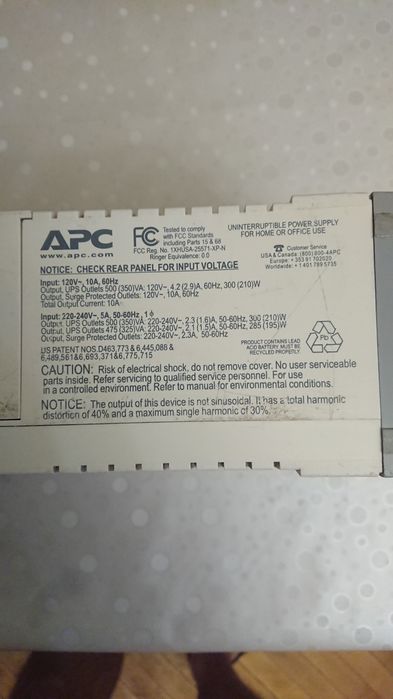 APC
www.apc.com
FC Tested to comply
with FCC Standards
including Parts 15 & 68
FCC Reg. No. 1XHUSA-25571-XP-N
Ringer Equivalence: 0.0
UNINTERRUPTIBLE POWER SUPPLY
FOR HOME OR OFFICE USE
☎ Customer Service
USA & Canada: (800) 800-4APC
Europe: + 353 91 702020
Worldwide: + 1 401 789 5735
NOTICE: CHECK REAR PANEL FOR INPUT VOLTAGE
Input: 120V~, 10A, 60Hz
Output, UPS Outlets 500 (350)VA: 120V~, 4.2 (2.9)A, 60Hz, 300 (210)W
Output, Surge Protected Outlets: 120V~, 10A, 60Hz
Total Output Current: 10A
Input: 220-240V~, 5A, 50-60Hz, 1ϕ
Output, UPS Outlets 500 (350)VA: 220-240V~, 2.3 (1.6)A, 50-60Hz, 300 (210)W
Output, UPS Outlets 475 (325)VA: 220-240V~, 2.1 (1.5)A, 50-60Hz, 285 (195)W
Output, Surge Protected Outlets: 220-240V~, 2.3A, 50-60Hz
US PATENT NOS. D463,773 & 6,445,088 &
6,489,561&6,693,371&6,775,715
Pb
PRODUCT CONTAINS LEAD
ACID BATTERY MUST BE
RECYCLED PROPERLY.
CAUTION: Risk of electrical shock, do not remove cover. No user serviceable
parts inside. Refer servicing to qualified service personnel. For use
in a controlled environment. Refer to manual for environmental conditions.
NOTICE: The output of this device is not sinusoidal. It has a total harmonic
distortion of 40% and a maximum single harmonic of 30%.